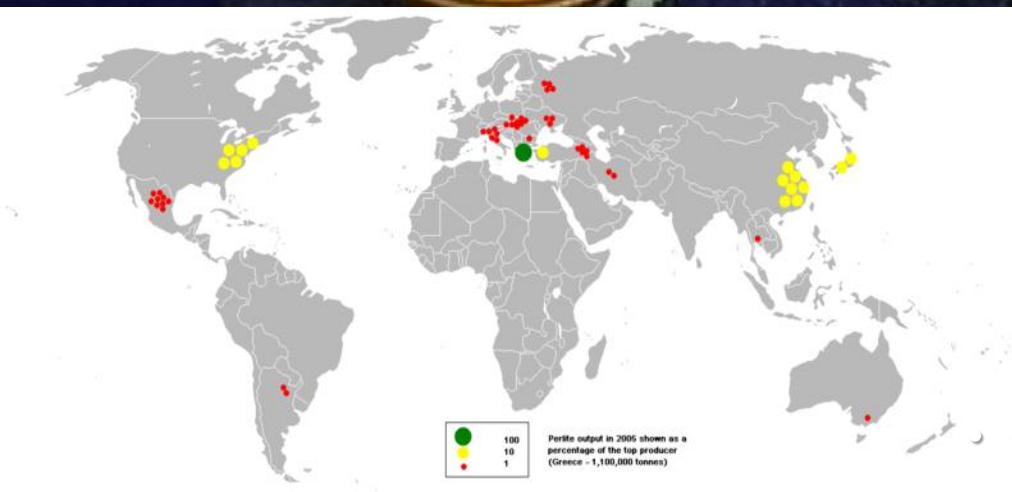 100
10
1
Perlite output in 2005 shown as a
percentage of the top producer
(Greece - 1,100,000 tonnes)